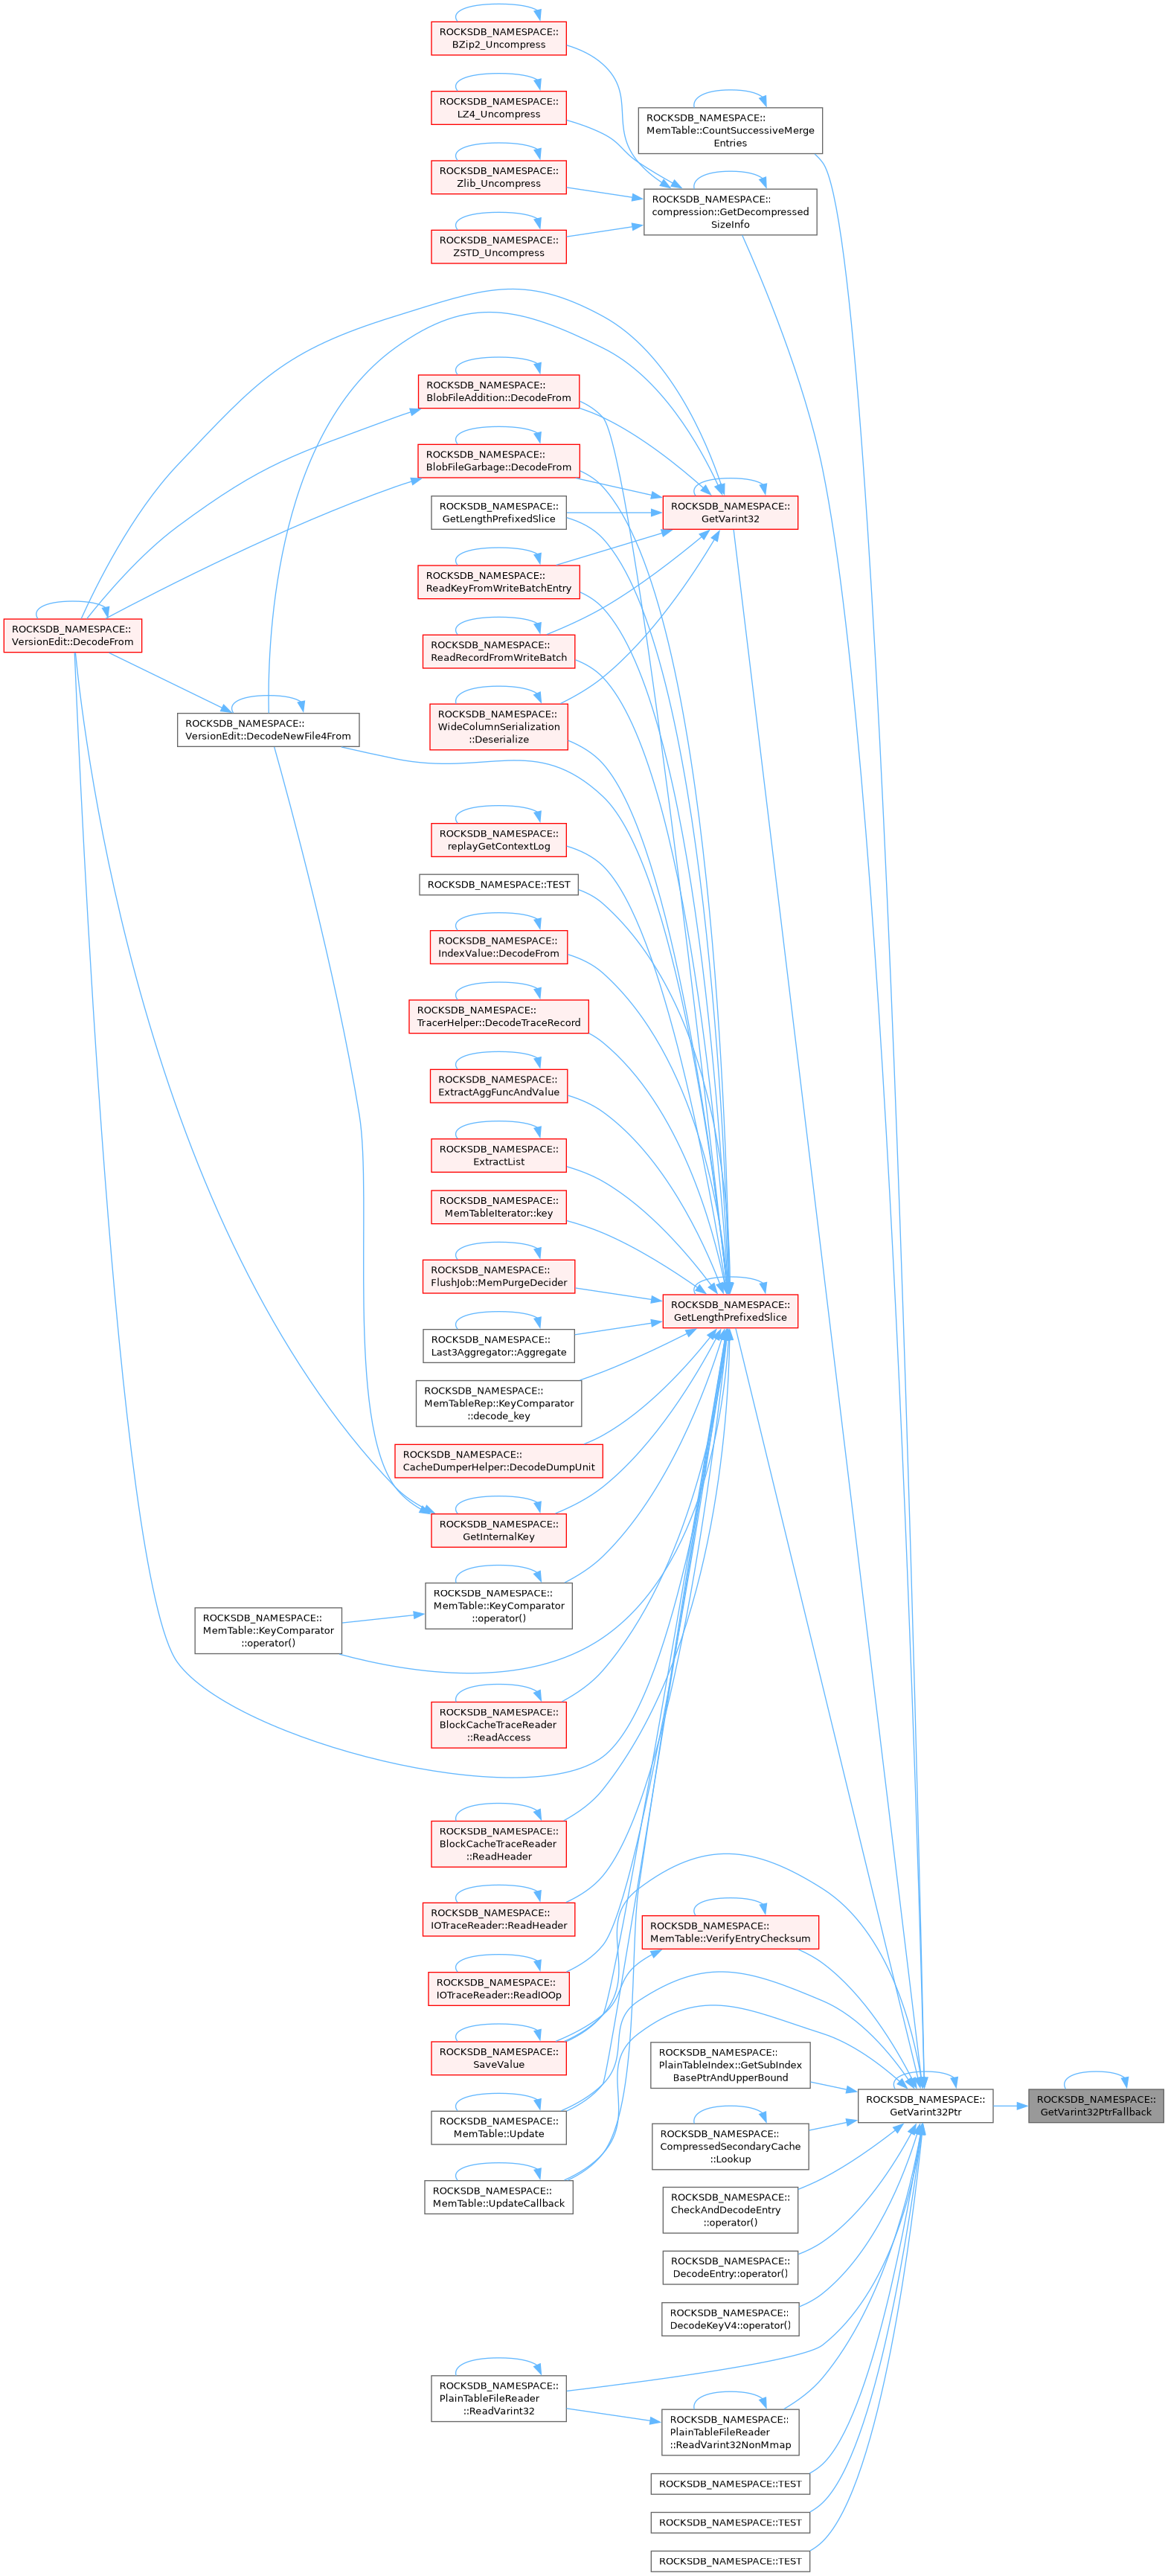 ROCKSDB_NAMESPACE::
BZip2_Uncompress
ROCKSDB_NAMESPACE::
LZ4_Uncompress
ROCKSDB_NAMESPACE::
MemTable::CountSuccessiveMerge
Entries
ROCKSDB_NAMESPACE::
Zlib_Uncompress
ROCKSDB_NAMESPACE::
compression::GetDecompressed
SizeInfo
ROCKSDB_NAMESPACE::
ZSTD_Uncompress
ROCKSDB_NAMESPACE::
BlobFileAddition::DecodeFrom
ROCKSDB_NAMESPACE::
BlobFileGarbage::DecodeFrom
ROCKSDB_NAMESPACE::
GetLengthPrefixedSlice
ROCKSDB_NAMESPACE::
GetVarint32
ROCKSDB_NAMESPACE::
ReadKeyFromWriteBatchEntry
ROCKSDB_NAMESPACE::
VersionEdit::DecodeFrom
ROCKSDB_NAMESPACE::
ReadRecordFromWriteBatch
ROCKSDB_NAMESPACE::
VersionEdit::DecodeNewFile4From
ROCKSDB_NAMESPACE::
WideColumnSerialization
::Deserialize
ROCKSDB_NAMESPACE::
replayGetContextLog
ROCKSDB_NAMESPACE::TEST
ROCKSDB_NAMESPACE::
IndexValue::DecodeFrom
ROCKSDB_NAMESPACE::
TracerHelper::DecodeTraceRecord
ROCKSDB_NAMESPACE::
ExtractAggFuncAndValue
ROCKSDB_NAMESPACE::
ExtractList
ROCKSDB_NAMESPACE::
MemTableIterator::key
ROCKSDB_NAMESPACE::
FlushJob::MemPurgeDecider
ROCKSDB_NAMESPACE::
GetLengthPrefixedSlice
ROCKSDB_NAMESPACE::
Last3Aggregator::Aggregate
ROCKSDB_NAMESPACE::
MemTableRep::KeyComparator
::decode_key
ROCKSDB_NAMESPACE::
CacheDumperHelper::DecodeDumpUnit
ROCKSDB_NAMESPACE::
GetInternalKey
ROCKSDB_NAMESPACE::
MemTable::KeyComparator
::operator()
ROCKSDB_NAMESPACE::
MemTable::KeyComparator
::operator()
ROCKSDB_NAMESPACE::
BlockCacheTraceReader
::ReadAccess
ROCKSDB_NAMESPACE::
BlockCacheTraceReader
::ReadHeader
ROCKSDB_NAMESPACE::
IOTraceReader::ReadHeader
ROCKSDB_NAMESPACE::
MemTable::VerifyEntryChecksum
ROCKSDB_NAMESPACE::
IOTraceReader::ReadIOOp
ROCKSDB_NAMESPACE::
SaveValue
ROCKSDB_NAMESPACE::
PlainTableIndex::GetSubIndex
BasePtrAndUpperBound
ROCKSDB_NAMESPACE::
GetVarint32Ptr
ROCKSDB_NAMESPACE::
GetVarint32PtrFallback
ROCKSDB_NAMESPACE::
MemTable::Update
ROCKSDB_NAMESPACE::
CompressedSecondaryCache
::Lookup
ROCKSDB_NAMESPACE::
MemTable::UpdateCallback
ROCKSDB_NAMESPACE::
CheckAndDecodeEntry
::operator()
ROCKSDB_NAMESPACE::
DecodeEntry::operator()
ROCKSDB_NAMESPACE::
DecodeKeyV4::operator()
ROCKSDB_NAMESPACE::
PlainTableFileReader
::ReadVarint32
ROCKSDB_NAMESPACE::
PlainTableFileReader
::ReadVarint32NonMmap
ROCKSDB_NAMESPACE::TEST
ROCKSDB_NAMESPACE::TEST
ROCKSDB_NAMESPACE::TEST